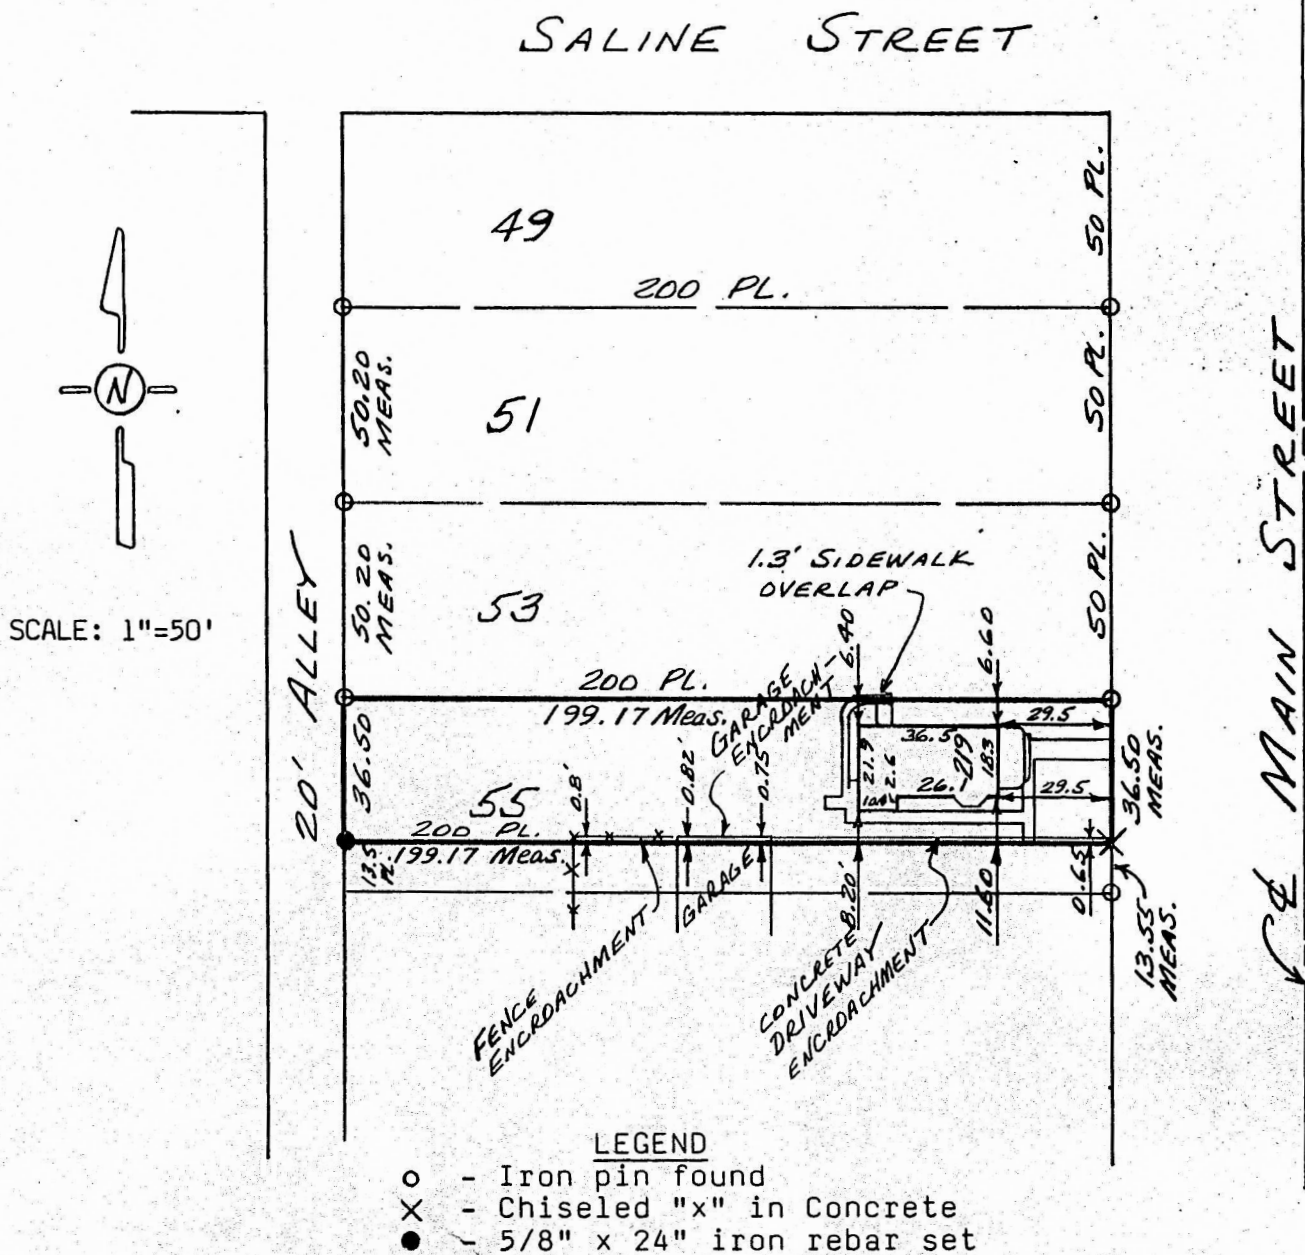 SALINE STREET
49
50 PL.
200 PL.
50.20
MEAS.
51
50 PL.
N
MAIN STREET
20' ALLEY
50.20
MEAS.
53
50 PL.
1.3' SIDEWALK
OVERLAP
SCALE: 1"=50'
6.40
6.60
200 PL.
199.17 Meas.
GARAGE
ENCROACH-
MENT
29.5
36.5
36.50
36.50
MEAS.
21.9
2.6
219
18.3
26.
29.5
55
0.8'
0.82'
0.75
200 PL.
199.17 Meas.
13.5
PL.
GARAGE
8.20'
11.60
0.65
13.55
MEAS.
FENCE
ENCROACHMENT
CONCRETE
DRIVEWAY
ENCROACHMENT
LEGEND
- Iron pin found
- Chiseled "x" in Concrete
- 5/8" x 24" iron rebar set